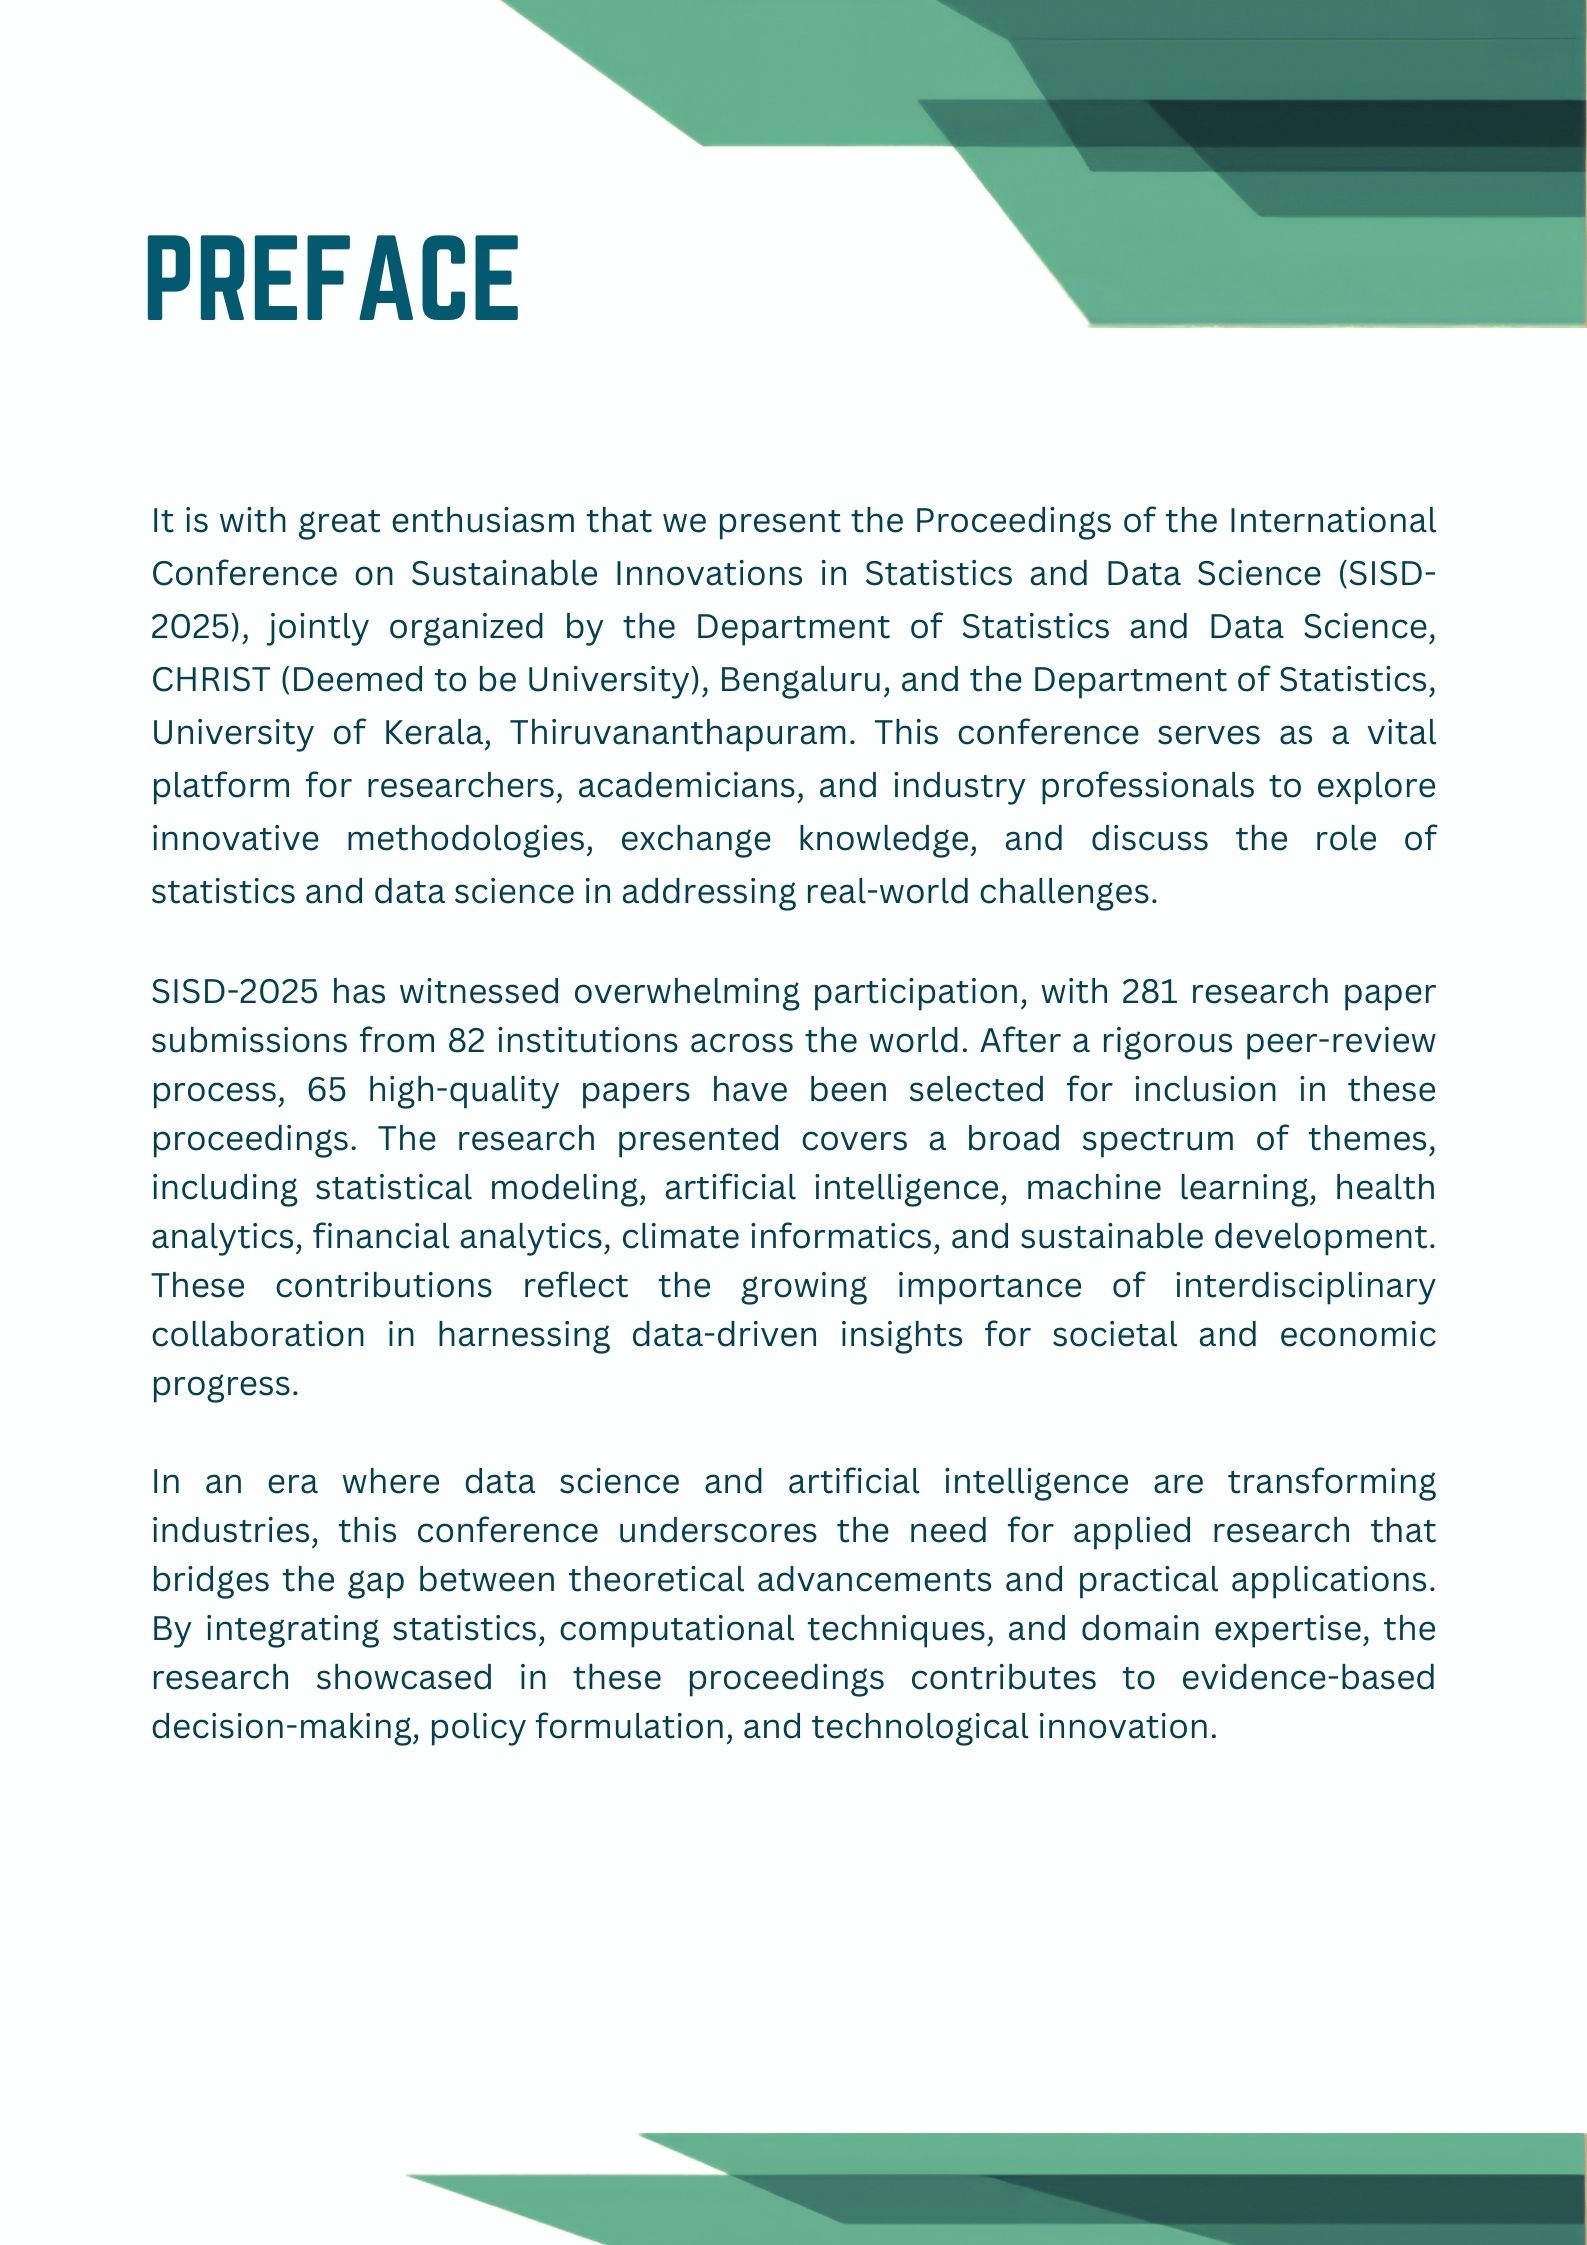 PREFACE
It is with great enthusiasm that we present the Proceedings of the International
Conference on Sustainable Innovations in Statistics and Data Science (SISD-
2025), jointly organized by the Department of Statistics and Data Science,
CHRIST (Deemed to be University), Bengaluru, and the Department of Statistics,
University of Kerala, Thiruvananthapuram. This conference serves as a vital
platform for researchers, academicians, and industry professionals to explore
innovative methodologies, exchange knowledge, and discuss the role of
statistics and data science in addressing real-world challenges.
SISD-2025 has witnessed overwhelming participation, with 281 research paper
submissions from 82 institutions across the world. After a rigorous peer-review
process, 65 high-quality papers have been selected for inclusion in these
proceedings. The research presented covers a broad spectrum of themes,
including statistical modeling, artificial intelligence, machine learning, health
analytics, financial analytics, climate informatics, and sustainable development.
These contributions reflect the growing importance of interdisciplinary
collaboration in harnessing data-driven insights for societal and economic
progress.
In an era where data science and artificial intelligence are transforming
industries, this conference underscores the need for applied research that
bridges the gap between theoretical advancements and practical applications.
By integrating statistics, computational techniques, and domain expertise, the
research showcased in these proceedings contributes to evidence-based
decision-making, policy formulation, and technological innovation.